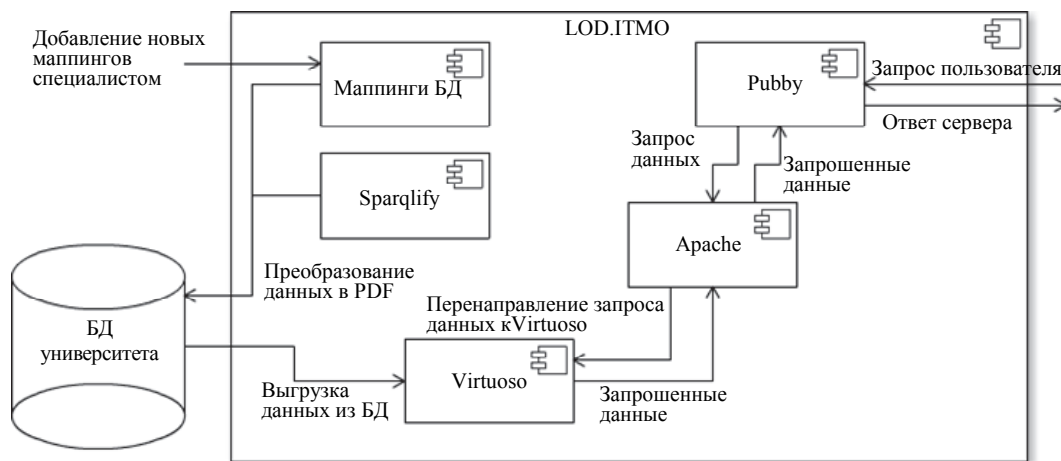 LOD.ITMO
Добавление новых
маппингов
специалистом
Маппинги БД
Pubby
Запрос пользователя
Ответ сервера
Запрос
данных
Запрошенные
данные
Sparqlify
Apache
Преобразование
данных в PDF
Перенаправление запроса
данных кVirtuoso
БД
университета
Virtuoso
Выгрузка
данных из БД
Запрошенные
данные